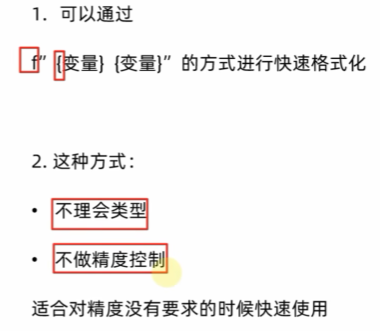 1. 可以通过
f”{变量} {变量}” 的方式进行快速格式化
2. 这种方式：
• 不理会类型
• 不做精度控制
适合对精度没有要求的时候快速使用